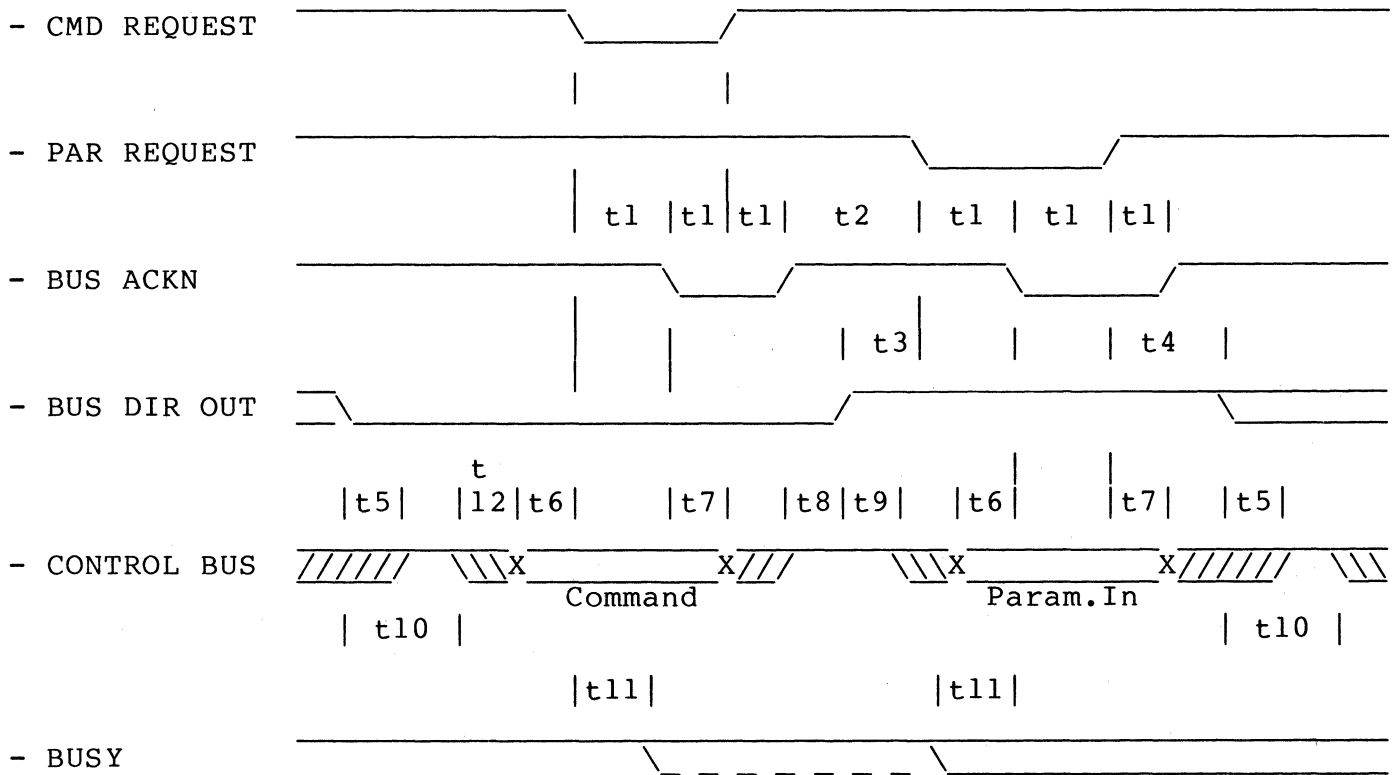 - CMD REQUEST
- PAR REQUEST
t1 t1 t1 t2 t1 t1 t1
- BUS ACKN
t3 t4
- BUS DIR OUT
t
t5 12 t6 t7 t8 t9 t6 t7 t5
- CONTROL BUS X X X X
Command Param.In
t10 t10
t11 t11
- BUSY